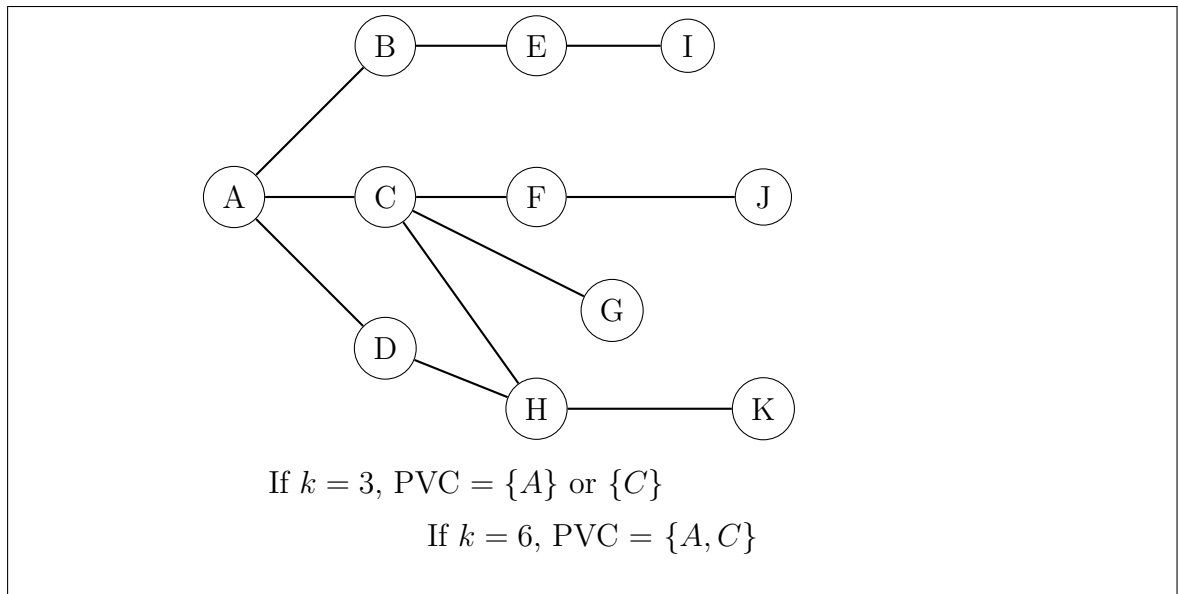 B E I
A C F J
G
D
H K
If k = 3, PVC = {A} or {C}
If k = 6, PVC = {A, C}